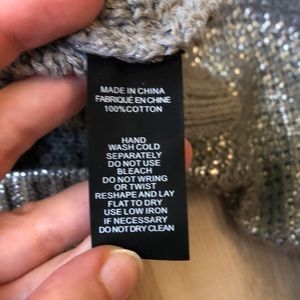 MADE IN CHINA
FABRIQUÉ EN CHINE
100%COTTON
HAND
WASH COLD
SEPARATELY
DO NOT USE
BLEACH
DO NOT WRING
OR TWIST
RESHAPE AND LAY
FLAT TO DRY
USE LOW IRON
IF NECESSARY
DO NOT DRY CLEAN